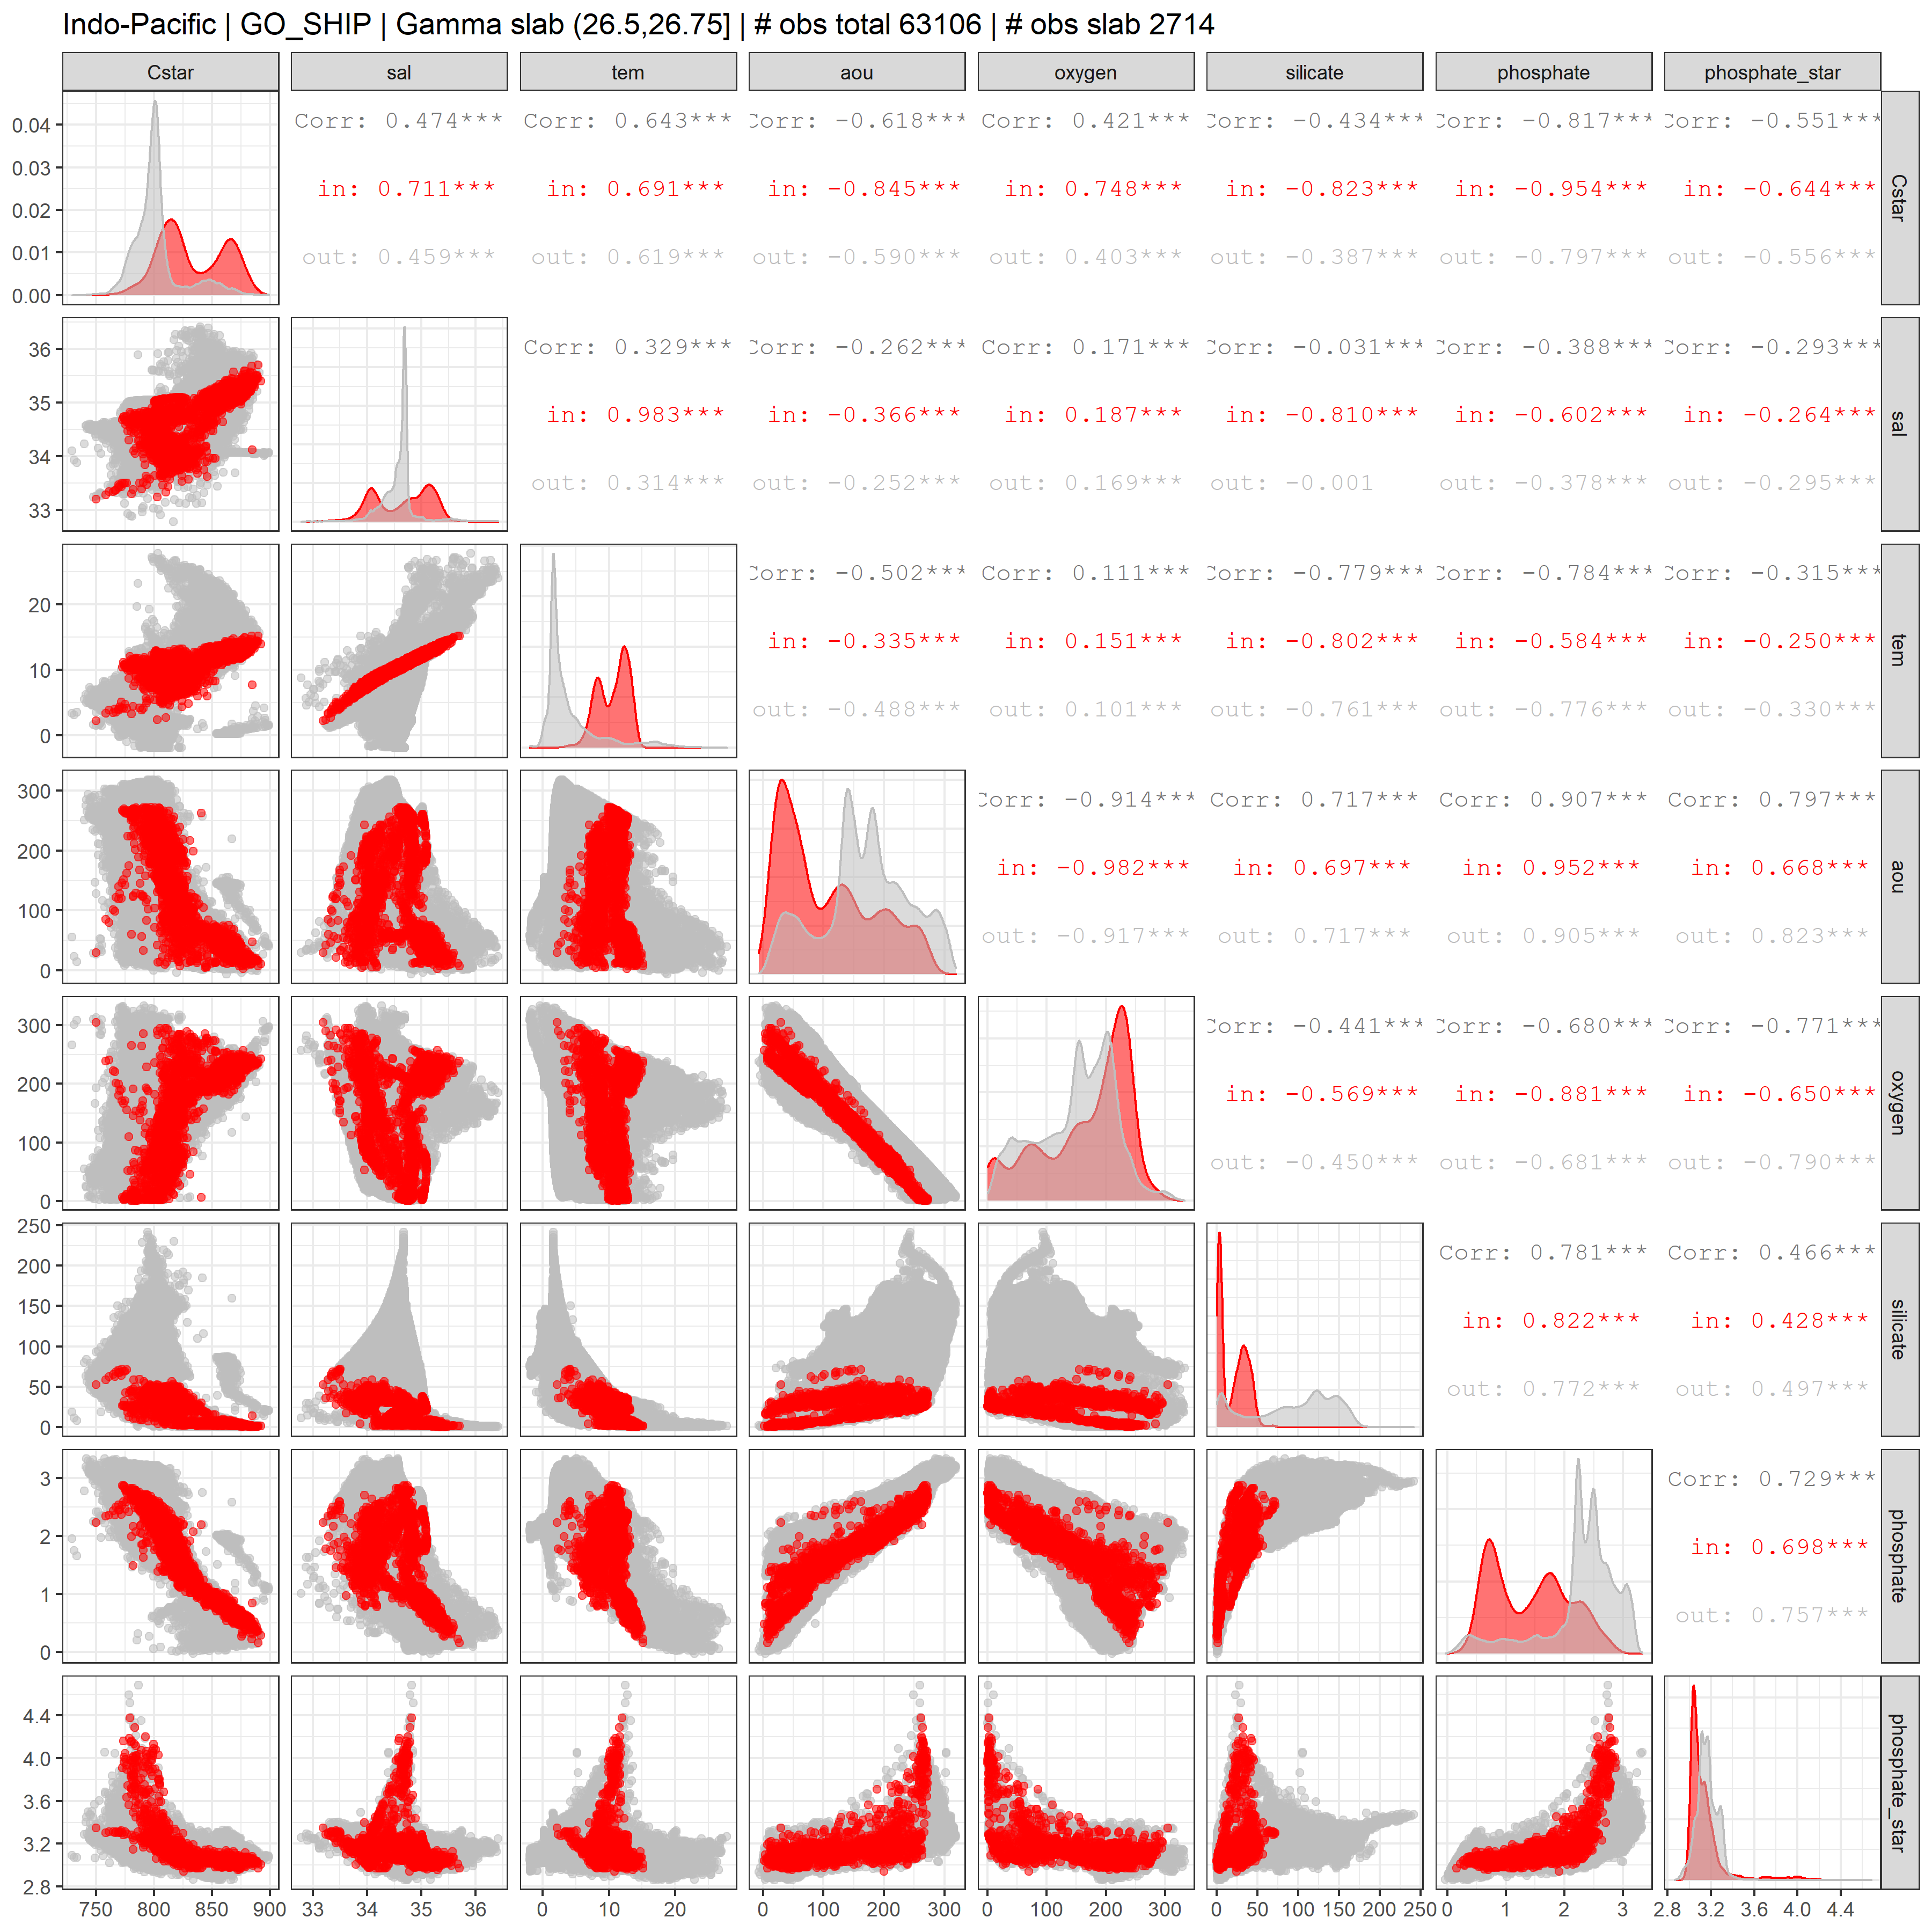 Indo-Pacific | GO_SHIP | Gamma slab (26.5,26.75] | # obs total 63106 | # obs slab 2714
Cstar sal tem aou oxygen silicate phosphate phosphate_star
0.04
0.03
0.02
0.01
0.00
Corr: 0.474*** Corr: 0.643*** Corr: -0.618*** Corr: 0.421*** Corr: -0.434*** Corr: -0.817*** Corr: -0.551***
in: 0.711*** in: 0.691*** in: -0.845*** in: 0.748*** in: -0.823*** in: -0.954*** in: -0.644***
out: 0.459*** out: 0.619*** out: -0.590*** out: 0.403*** out: -0.387*** out: -0.797*** out: -0.556***
Cstar
36
35
34
33
Corr: 0.329*** Corr: -0.262*** Corr: 0.171*** Corr: -0.031*** Corr: -0.388*** Corr: -0.293***
in: 0.983*** in: -0.366*** in: 0.187*** in: -0.810*** in: -0.602*** in: -0.264***
out: 0.314*** out: -0.252*** out: 0.169*** out: -0.001 out: -0.378*** out: -0.295***
sal
20
10
0
Corr: -0.502*** Corr: 0.111*** Corr: -0.779*** Corr: -0.784*** Corr: -0.315***
in: -0.335*** in: 0.151*** in: -0.802*** in: -0.584*** in: -0.250***
out: -0.488*** out: 0.101*** out: -0.761*** out: -0.776*** out: -0.330***
tem
300
200
100
0
Corr: -0.914*** Corr: 0.717*** Corr: 0.907*** Corr: 0.797***
in: -0.982*** in: 0.697*** in: 0.952*** in: 0.668***
out: -0.917*** out: 0.717*** out: 0.905*** out: 0.823***
aou
300
200
100
0
Corr: -0.441*** Corr: -0.680*** Corr: -0.771***
in: -0.569*** in: -0.881*** in: -0.650***
out: -0.450*** out: -0.681*** out: -0.790***
oxygen
250
200
150
100
50
0
Corr: 0.781*** Corr: 0.466***
in: 0.822*** in: 0.428***
out: 0.772*** out: 0.497***
silicate
3
2
1
0
Corr: 0.729***
in: 0.698***
out: 0.757***
phosphate
4.4
4.0
3.6
3.2
2.8
phosphate_star
750 800 850 900 33 34 35 36 0 10 20 0 100 200 300 0 100 200 300 0 50 100 150 200 250 0 1 2 3 2.8 3.2 3.6 4.0 4.4